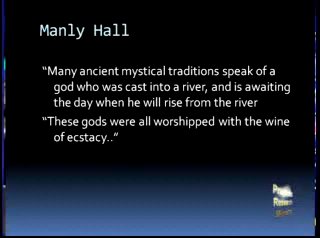 Manly Hall
“Many ancient mystical traditions speak of a
god who was cast into a river, and is awaiting
the day when he will rise from the river
“These gods were all worshipped with the wine
of ecstacy..“